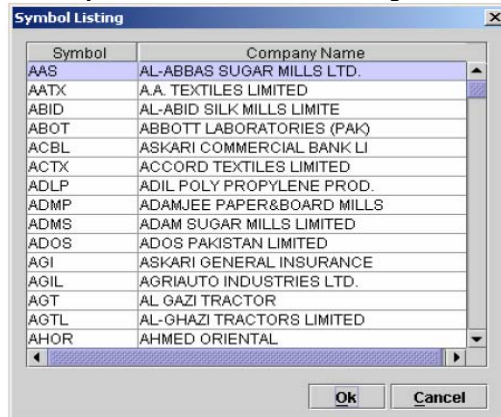 Symbol Listing
Symbol Company Name
AAS AL-ABBAS SUGAR MILLS LTD.
AATX A.A. TEXTILES LIMITED
ABID AL-ABID SILK MILLS LIMITE
ABOT ABBOTT LABORATORIES (PAK)
ACBL ASKARI COMMERCIAL BANK LI
ACTX ACCORD TEXTILES LIMITED
ADLP ADIL POLY PROPYLENE PROD.
ADMP ADAMJEE PAPER&BOARD MILLS
ADMS ADAM SUGAR MILLS LIMITED
ADOS ADOS PAKISTAN LIMITED
AGI ASKARI GENERAL INSURANCE
AGIL AGRIAUTO INDUSTRIES LTD.
AGT AL GAZI TRACTOR
AGTL AL-GHAZI TRACTORS LIMITED
AHOR AHMED ORIENTAL
Ok Cancel